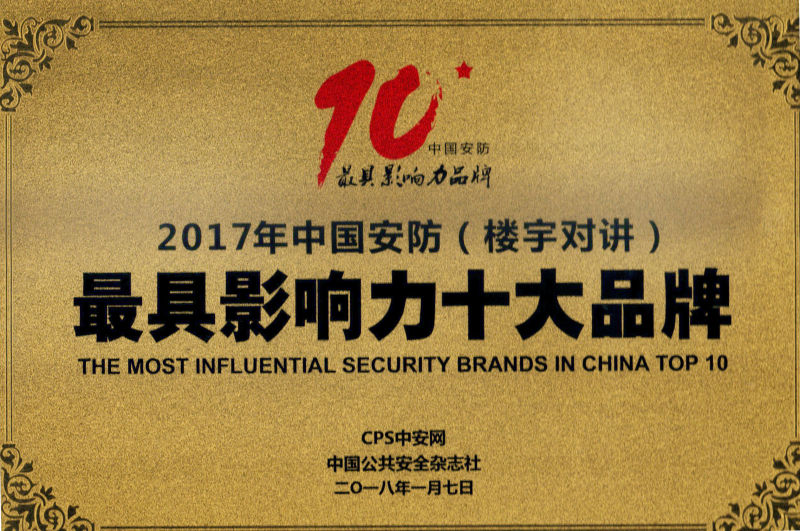 10
中国安防
最具影响力品牌
2017年中国安防（楼宇对讲）
最具影响力十大品牌
THE MOST INFLUENTIAL SECURITY BRANDS IN CHINA TOP 10
CPS中安网
中国公共安全杂志社
二〇一八年一月七日